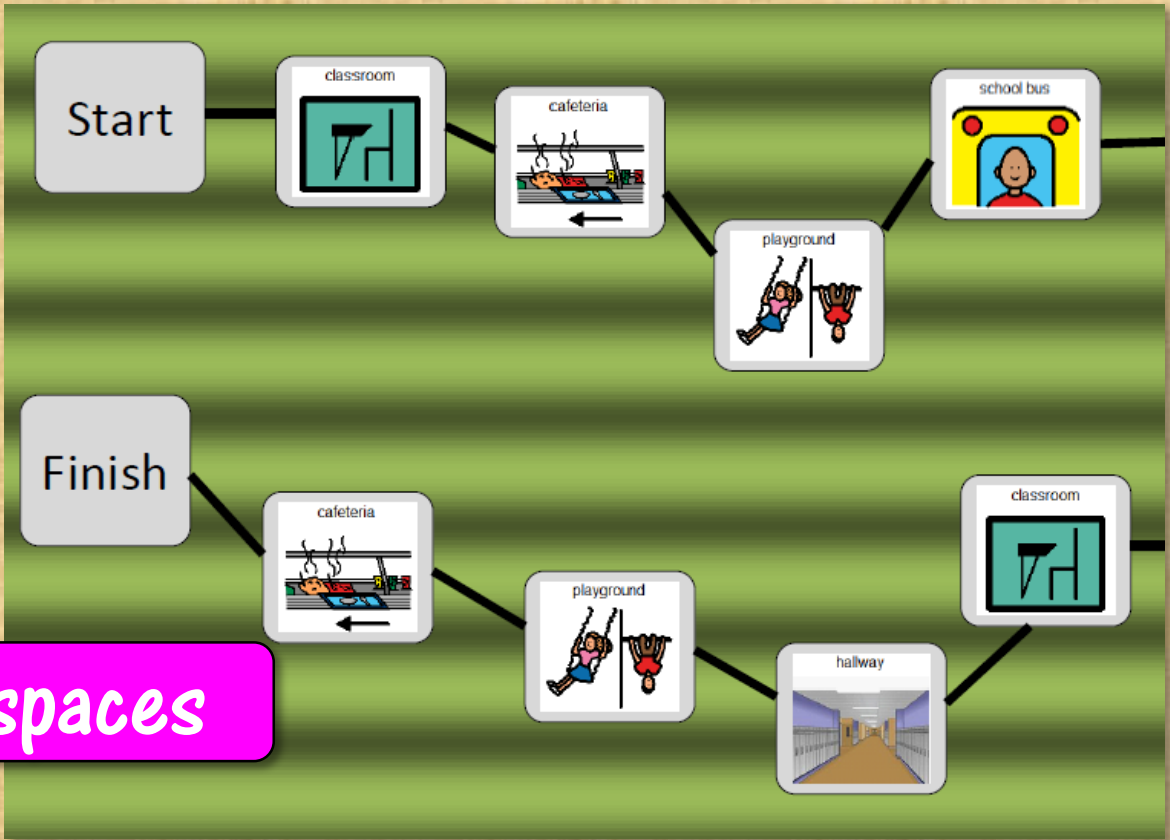 Start
classroom
cafeteria
playground
school bus
Finish
cafeteria
playground
hallway
classroom
spaces